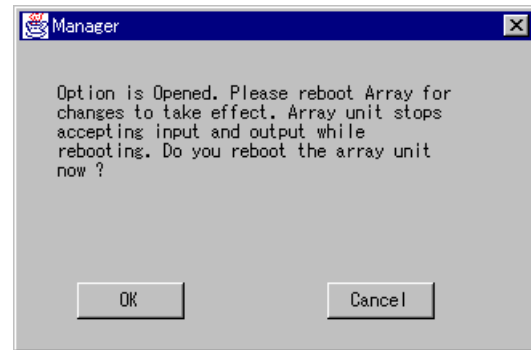 Manager
Option is Opened. Please reboot Array for
changes to take effect. Array unit stops
accepting input and output while
rebooting. Do you reboot the array unit
now ?
OK
Cancel